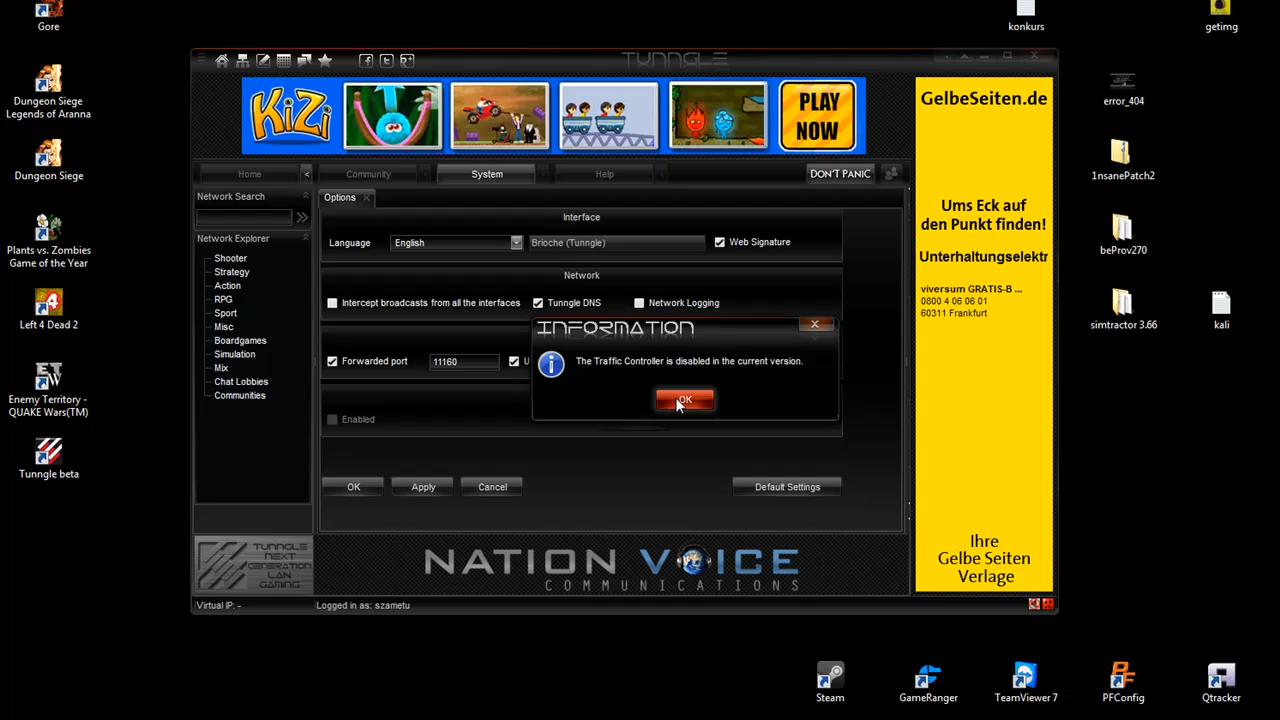 Gore
konkurs
getimg
TUNNGLE
KiZi
PLAY
NOW
GelbeSeiten.de
Dungeon Siege
Legends of Aranna
error_404
Home
<
Community
System
Help
DON'T PANIC
Dungeon Siege
1nsanePatch2
Network Search
Options
Interface
Ums Eck auf
den Punkt finden!
Network Explorer
Language
English
Brioche (Tunngle)
Web Signature
Plants vs. Zombies
Game of the Year
beProv270
Unterhaltungselektr
Shooter
Strategy
Action
RPG
Sport
Misc
Boardgames
Simulation
Mix
Chat Lobbies
Communities
Network
Intercept broadcasts from all the interfaces
Tunngle DNS
Network Logging
viversum GRATIS-B ...
0800 4 06 06 01
60311 Frankfurt
Left 4 Dead 2
simtractor 3.66
kali
INFORMATION
The Traffic Controller is disabled in the current version.
OK
Forwarded port
11160
U
Enabled
Enemy Territory -
QUAKE Wars(TM)
Tunngle beta
OK
Apply
Cancel
Default Settings
TUNNGLE
NEXT
GENERATION
LAN
GAMING
NATION VOICE
COMMUNICATIONS
Ihre
Gelbe Seiten
Verlage
Virtual IP: -
Logged in as: szametu
Steam
GameRanger
TeamViewer 7
PFConfig
Qtracker